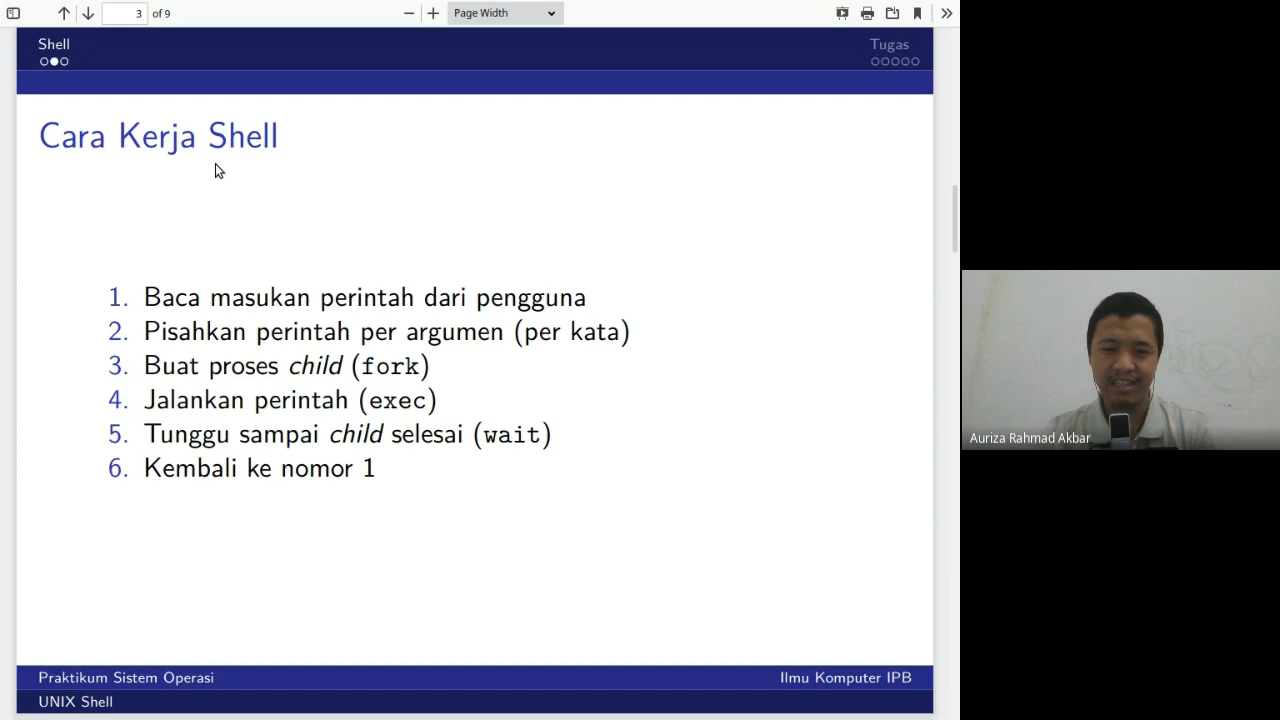 3 of 9
Page Width
Shell
Tugas
Cara Kerja Shell
1. Baca masukan perintah dari pengguna
2. Pisahkan perintah per argumen (per kata)
3. Buat proses child (fork)
4. Jalankan perintah (exec)
5. Tunggu sampai child selesai (wait)
6. Kembali ke nomor 1
Auriza Rahmad Akbar
Praktikum Sistem Operasi
Ilmu Komputer IPB
UNIX Shell